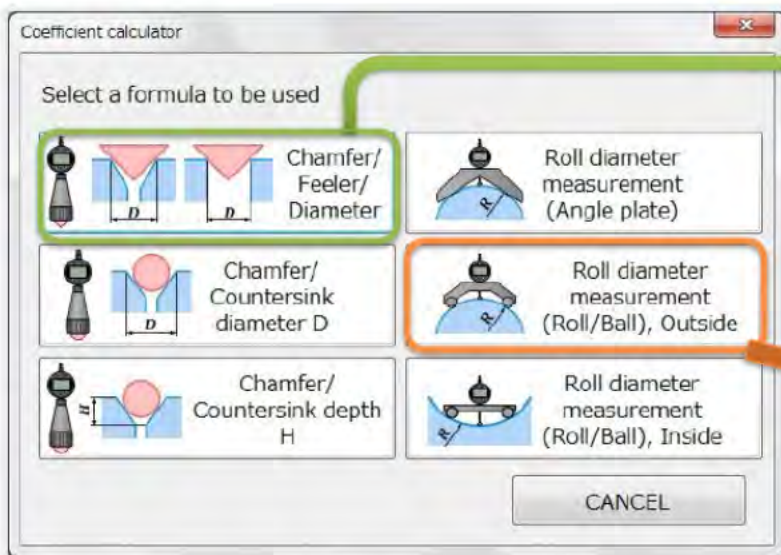 Coefficient calculator
Select a formula to be used
D
D
Chamfer/
Feeler/
Diameter
R
Roll diameter
measurement
(Angle plate)
D
Chamfer/
Countersink
diameter D
R
Roll diameter
measurement
(Roll/Ball), Outside
H
Chamfer/
Countersink depth
H
R
Roll diameter
measurement
(Roll/Ball), Inside
CANCEL